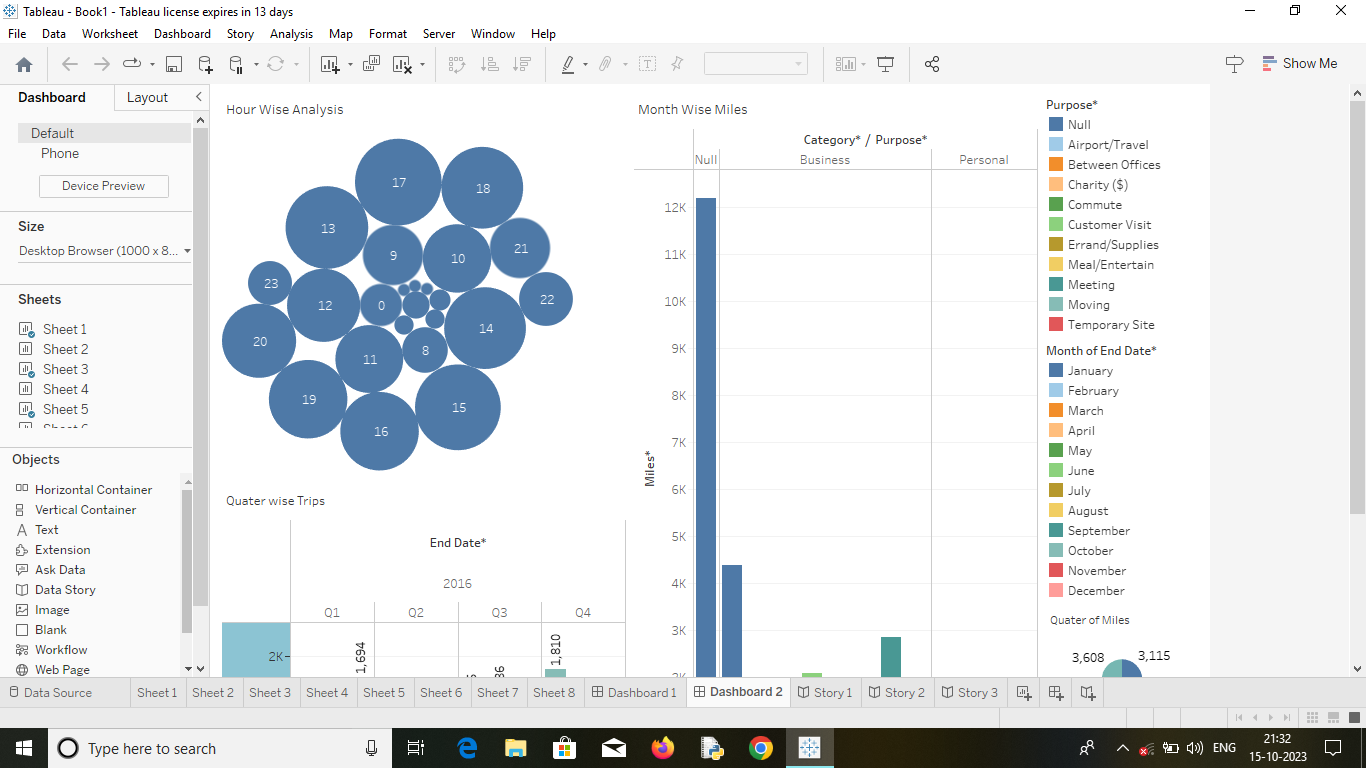 Tableau - Book1 - Tableau license expires in 13 days
File Data Worksheet Dashboard Story Analysis Map Format Server Window Help
Show Me
Dashboard Layout
Default
Phone
Device Preview
Size
Desktop Browser (1000 x 8...
Sheets
Sheet 1
Sheet 2
Sheet 3
Sheet 4
Sheet 5
Objects
Horizontal Container
Vertical Container
Text
Extension
Ask Data
Data Story
Image
Blank
Workflow
Web Page
Hour Wise Analysis
17
18
13
9
10
21
23
12
0
22
14
20
11
8
19
15
16
Quater wise Trips
End Date*
2016
Q1 Q2 Q3 Q4
2K
1,694
1,810
Month Wise Miles
Category* / Purpose*
Null Business Personal
12K
11K
10K
9K
8K
7K
6K
5K
4K
3K
Miles*
Purpose*
Null
Airport/Travel
Between Offices
Charity ($)
Commute
Customer Visit
Errand/Supplies
Meal/Entertain
Meeting
Moving
Temporary Site
Month of End Date*
January
February
March
April
May
June
July
August
September
October
November
December
Quater of Miles
3,608 3,115
Data Source Sheet 1 Sheet 2 Sheet 3 Sheet 4 Sheet 5 Sheet 6 Sheet 7 Sheet 8 Dashboard 1 Dashboard 2 Story 1 Story 2 Story 3
Type here to search
ENG
21:32
15-10-2023